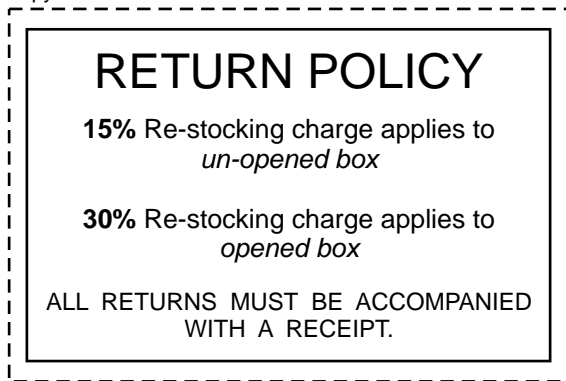 RETURN POLICY
15% Re-stocking charge applies to
un-opened box
30% Re-stocking charge applies to
opened box
ALL RETURNS MUST BE ACCOMPANIED
WITH A RECEIPT.